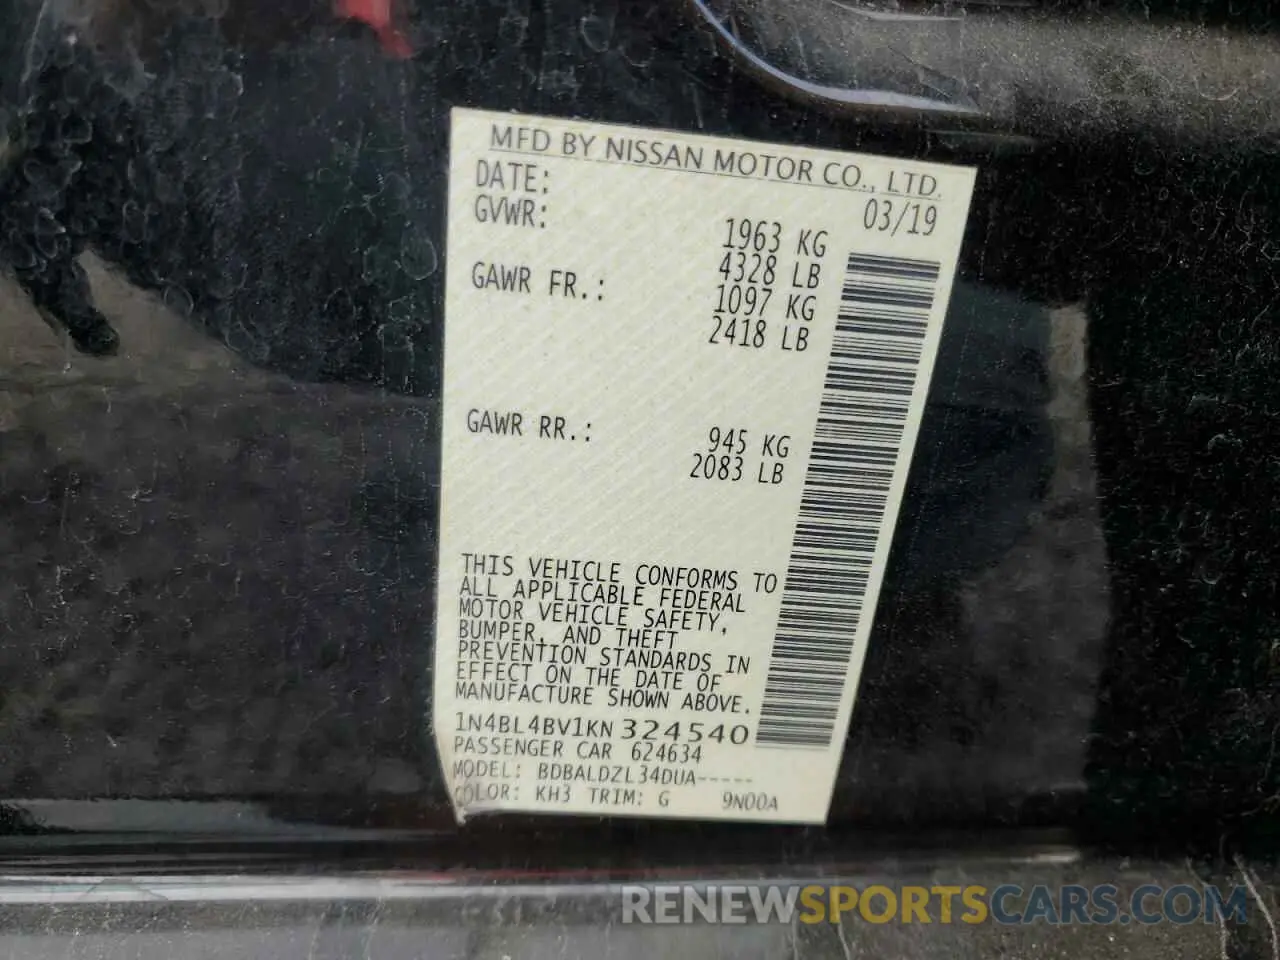 MFD BY NISSAN MOTOR CO., LTD.
DATE: 03/19
GVWR: 1963 KG
4328 LB
GAWR FR.: 1097 KG
2418 LB
GAWR RR.: 945 KG
2083 LB
THIS VEHICLE CONFORMS TO
ALL APPLICABLE FEDERAL
MOTOR VEHICLE SAFETY,
BUMPER, AND THEFT
PREVENTION STANDARDS IN
EFFECT ON THE DATE OF
MANUFACTURE SHOWN ABOVE.
1N4BL4BV1KN324540
PASSENGER CAR 624634
MODEL: BDBALDZL34DUA-----
COLOR: KH3 TRIM: G 9N00A
RENEWSPORTSCARS.COM